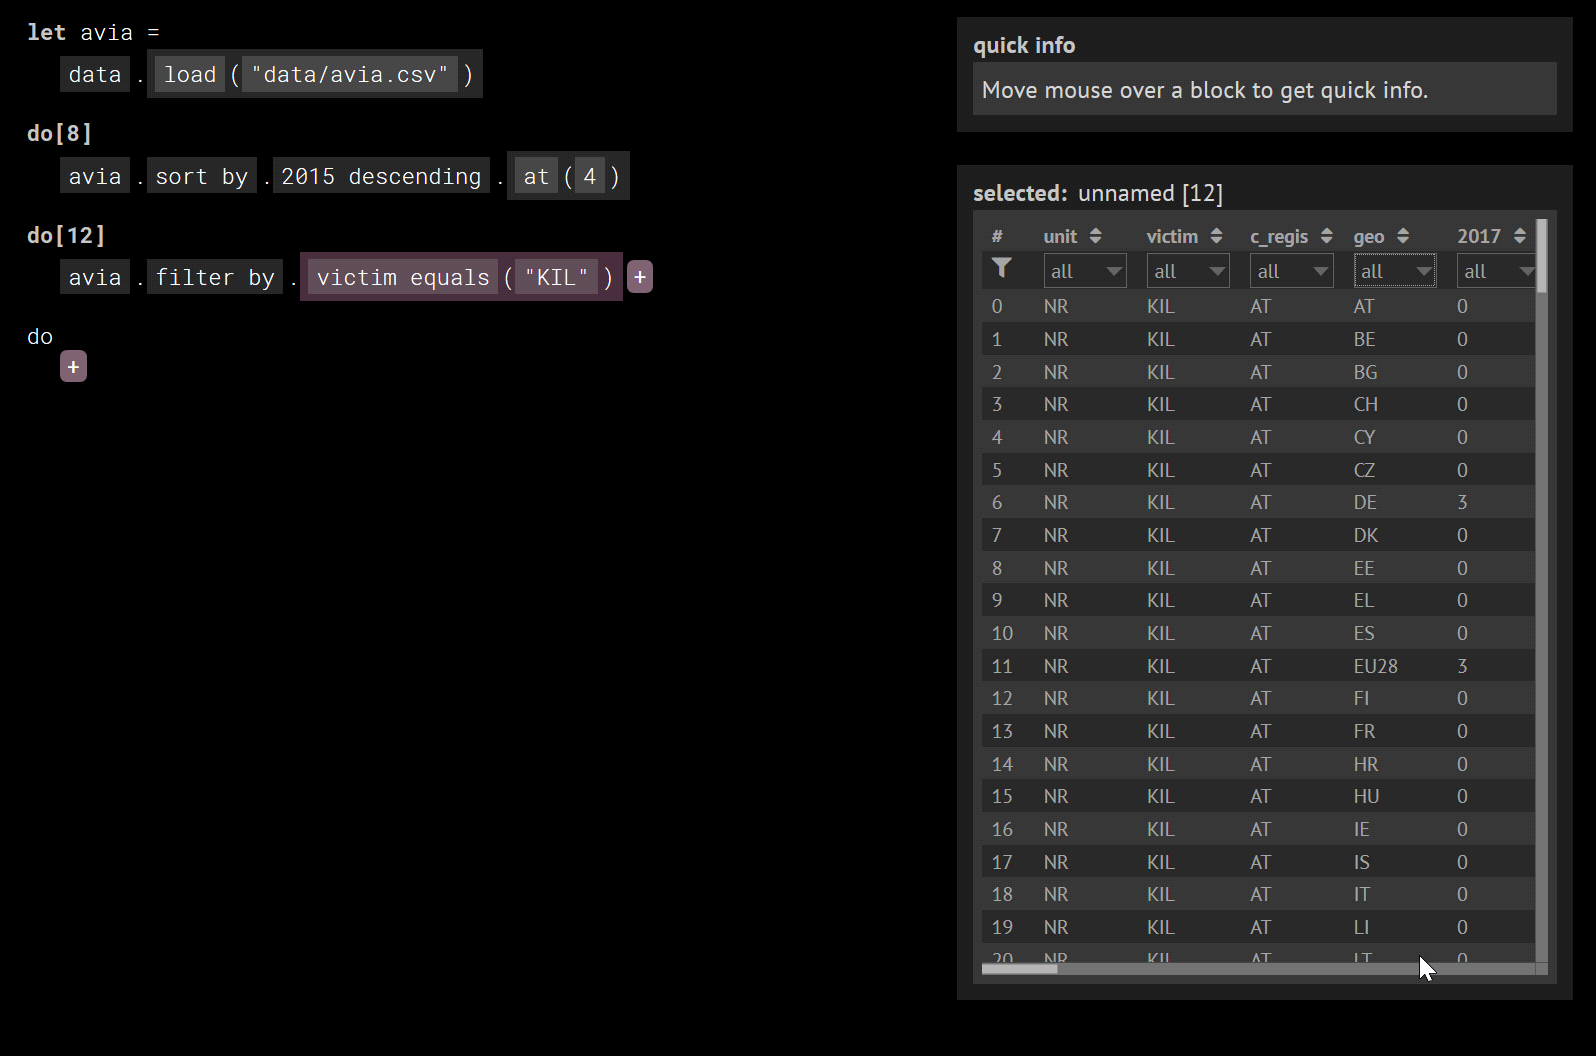 let avia =
data . load ( "data/avia.csv" )
do[8]
avia . sort by . 2015 descending . at ( 4 )
do[12]
avia . filter by . victim equals ( "KIL" ) +
do
+
quick info
Move mouse over a block to get quick info.
selected: unnamed [12]
# unit victim c_regis geo 2017
all all all all all
0 NR KIL AT AT 0
1 NR KIL AT BE 0
2 NR KIL AT BG 0
3 NR KIL AT CH 0
4 NR KIL AT CY 0
5 NR KIL AT CZ 0
6 NR KIL AT DE 3
7 NR KIL AT DK 0
8 NR KIL AT EE 0
9 NR KIL AT EL 0
10 NR KIL AT ES 0
11 NR KIL AT EU28 3
12 NR KIL AT FI 0
13 NR KIL AT FR 0
14 NR KIL AT HR 0
15 NR KIL AT HU 0
16 NR KIL AT IE 0
17 NR KIL AT IS 0
18 NR KIL AT IT 0
19 NR KIL AT LI 0
20 NR KIL AT LT 0